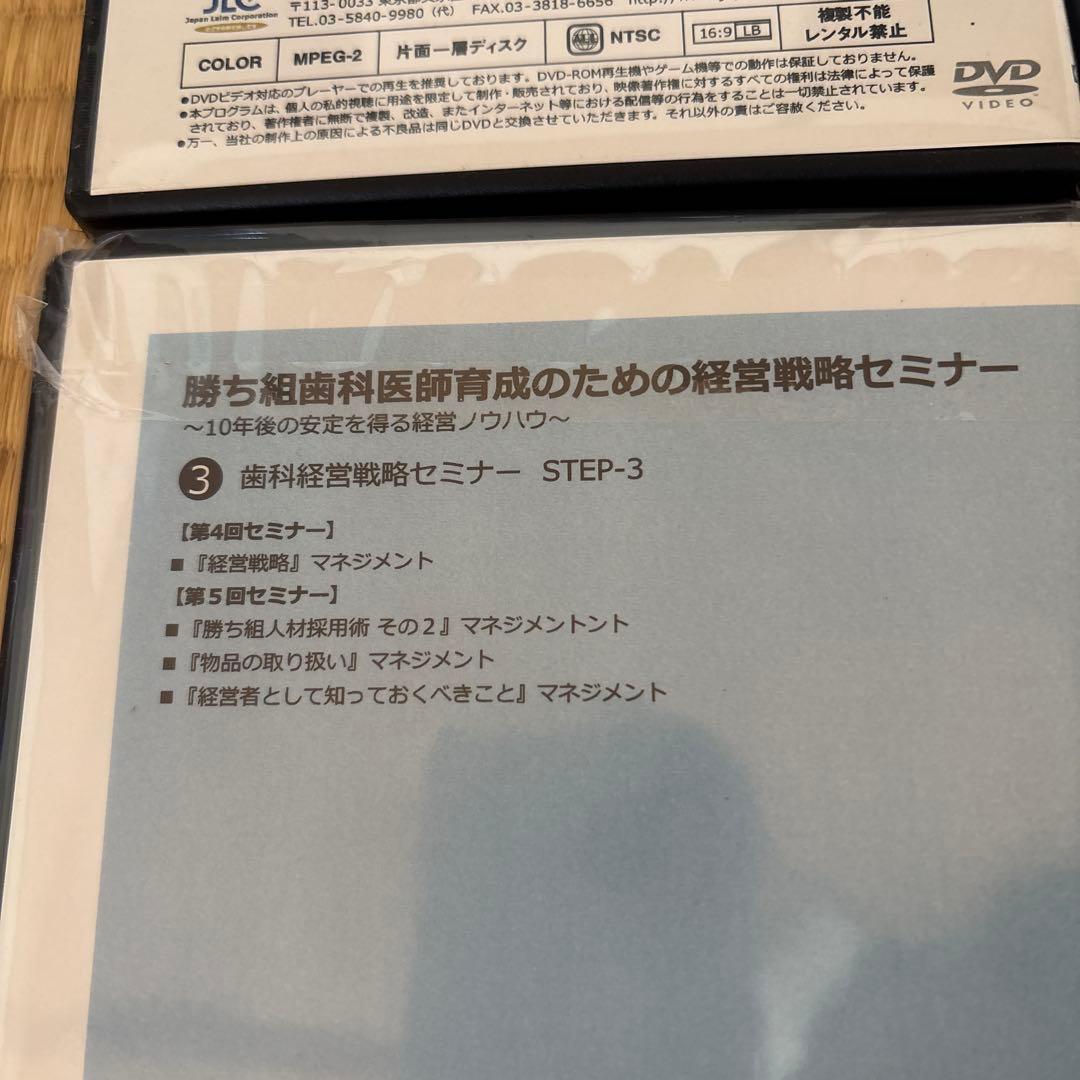 JLC
Japan Laim Corporation
〒113-0033 東京都文京
TEL.03-5840-9980（代） FAX.03-3818-6656 http://
COLOR MPEG-2 片面一層ディスク ALL NTSC 16:9 LB 複製不能 レンタル禁止
●DVDビデオ対応のプレーヤーでの再生を推奨しております。DVD-ROM再生機やゲーム機等での動作は保証しておりません。
●本プログラムは、個人の私的視聴に用途を限定して制作・販売されており、映像著作権に対するすべての権利は法律によって保護
されており、著作権者に無断で複製、改造、またインターネット等における配信等の行為をすることは一切禁止されています。
●万一、当社の制作上の原因による不良品は同じDVDと交換させていただきます。それ以外の責はご容赦ください。
DVD
VIDEO
勝ち組歯科医師育成のための経営戦略セミナー
～10年後の安定を得る経営ノウハウ～
3 歯科経営戦略セミナー STEP-3
【第4回セミナー】
■『経営戦略』マネジメント
【第５回セミナー】
■『勝ち組人材採用術 その２』マネジメントント
■『物品の取り扱い』マネジメント
■『経営者として知っておくべきこと』マネジメント